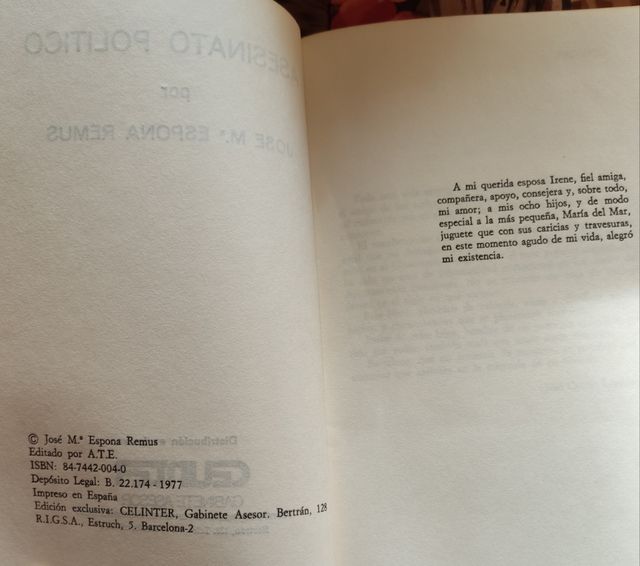 © José M.ª Espona Remus
Editado por A.T.E.
ISBN: 84-7442-004-0
Depósito Legal: B. 22.174 - 1977
Impreso en España
Edición exclusiva: CELINTER, Gabinete Asesor. Bertrán, 128
R.I.G.S.A., Estruch, 5. Barcelona-2
A mi querida esposa Irene, fiel amiga,
compañera, apoyo, consejera y, sobre todo,
mi amor; a mis ocho hijos, y de modo
especial a la más pequeña, María del Mar,
juguete que con sus caricias y travesuras,
en este momento agudo de mi vida, alegró
mi existencia.